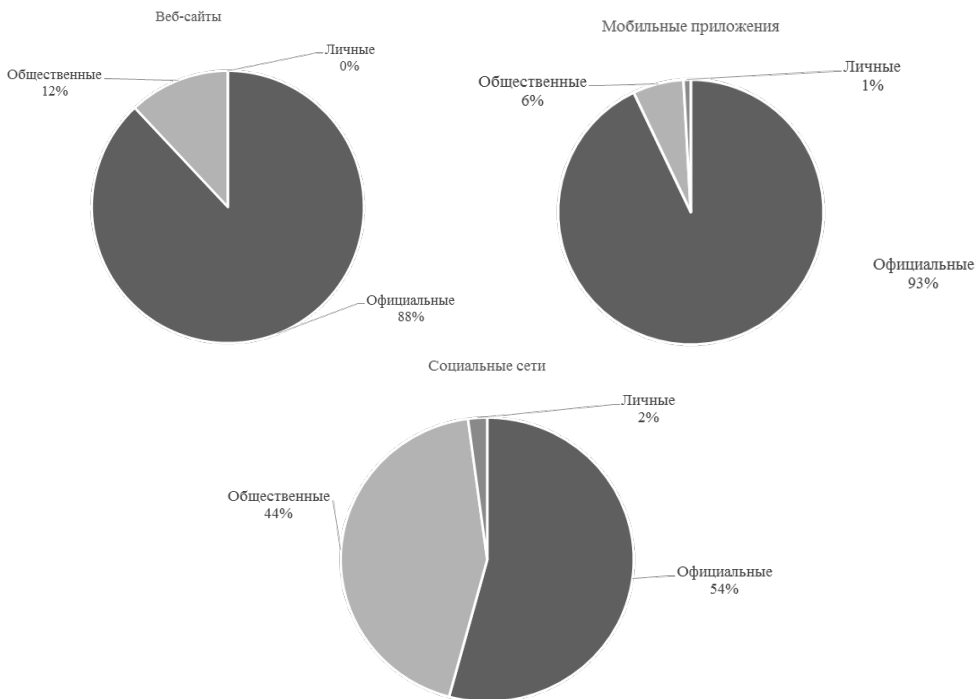 Веб-сайты
Личные
0%
Общественные
12%
Официальные
88%
Мобильные приложения
Личные
1%
Общественные
6%
Официальные
93%
Социальные сети
Личные
2%
Общественные
44%
Официальные
54%